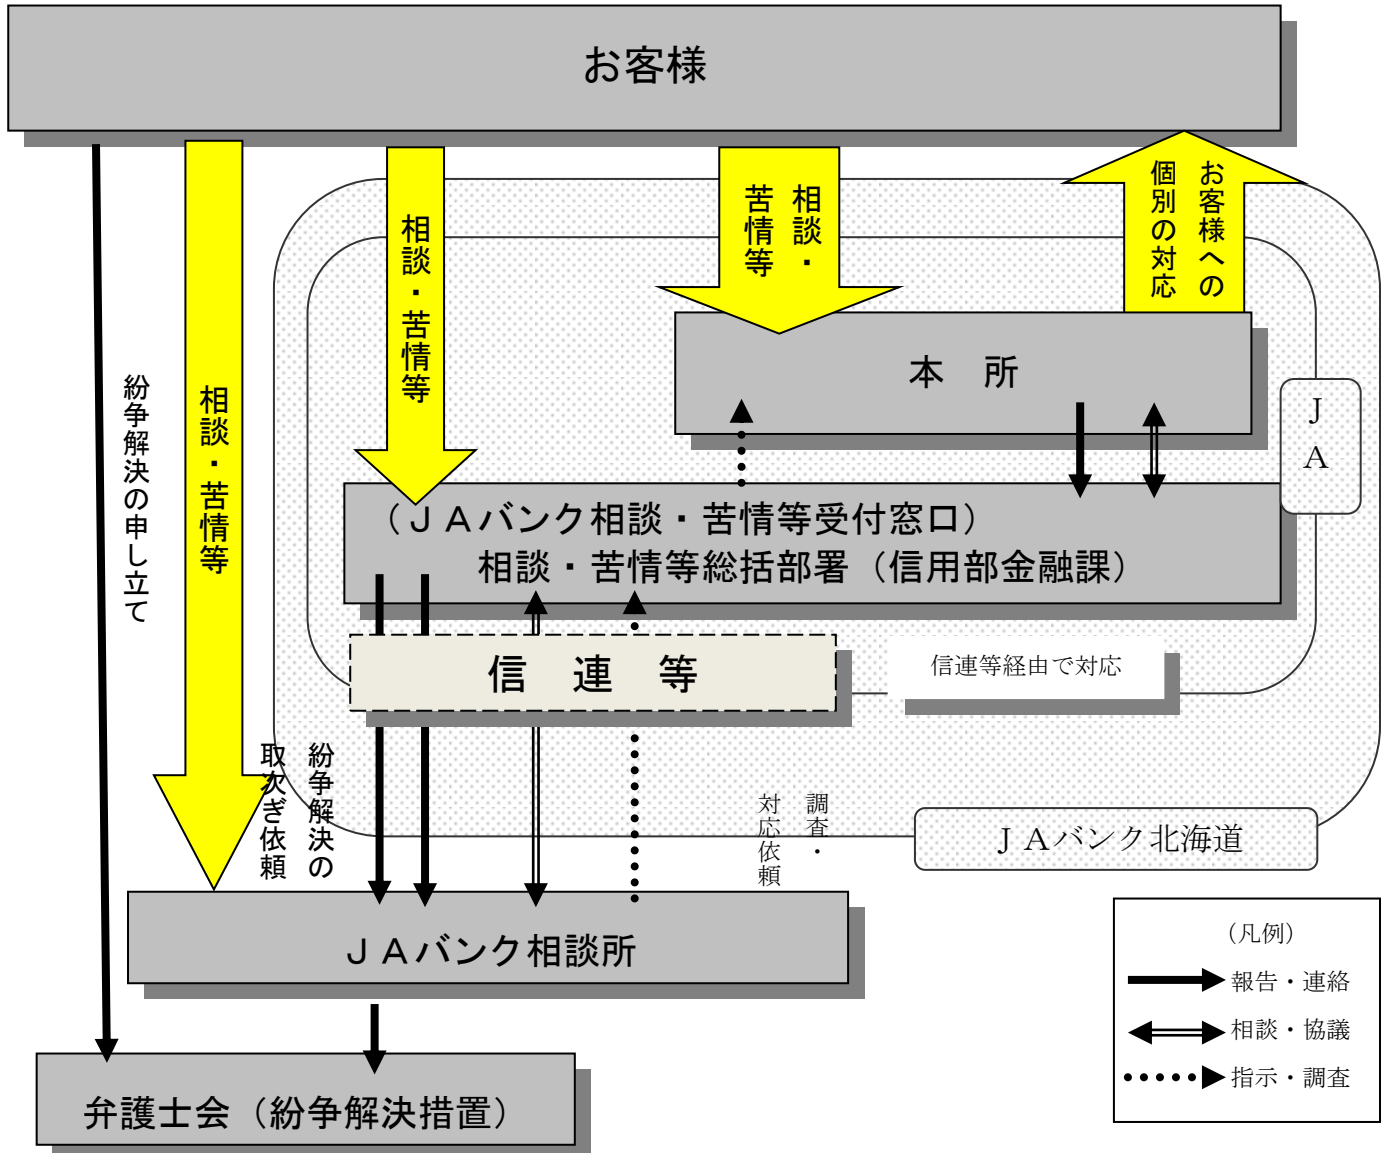 お客様
お客様への
個別の対応
相談・
苦情等
相談・苦情等
相談・苦情等
紛争解決の申し立て
本　所
ＪＡ
（ＪＡバンク相談・苦情等受付窓口）
相談・苦情等総括部署（信用部金融課）
信　連　等
信連等経由で対応
紛争解決の
取次ぎ依頼
調査・
対応依頼
ＪＡバンク北海道
ＪＡバンク相談所
弁護士会（紛争解決措置）
（凡例）
報告・連絡
相談・協議
指示・調査